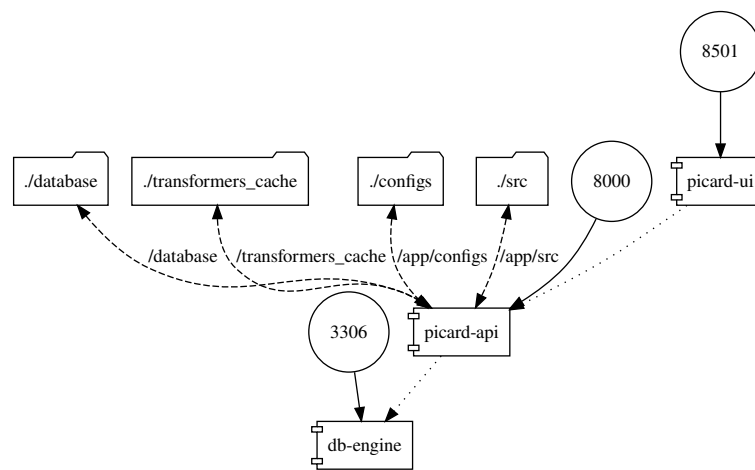 8501
./database
./transformers_cache
./configs
./src
8000
picard-ui
/database
/transformers_cache
/app/configs
/app/src
3306
picard-api
db-engine